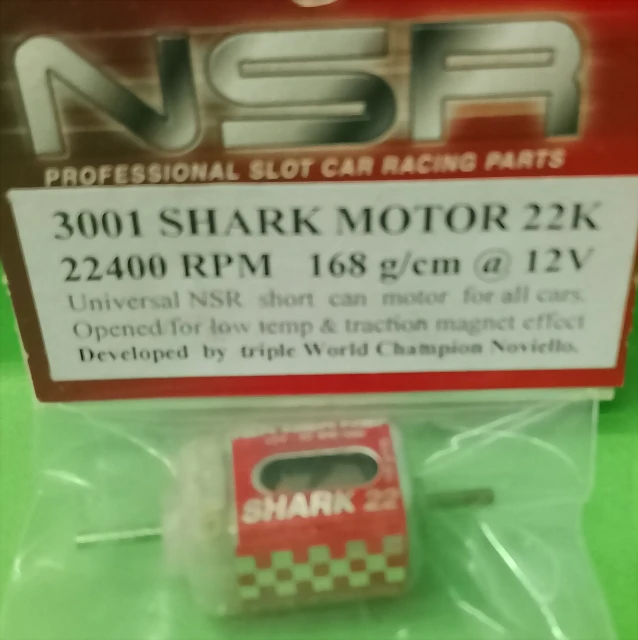 NSR
PROFESSIONAL SLOT CAR RACING PARTS
3001 SHARK MOTOR 22K
22400 RPM 168 g/cm @ 12V
Universal NSR short can motor for all cars.
Opened for low temp & traction magnet effect
Developed by triple World Champion Noviello.
SHARK 22